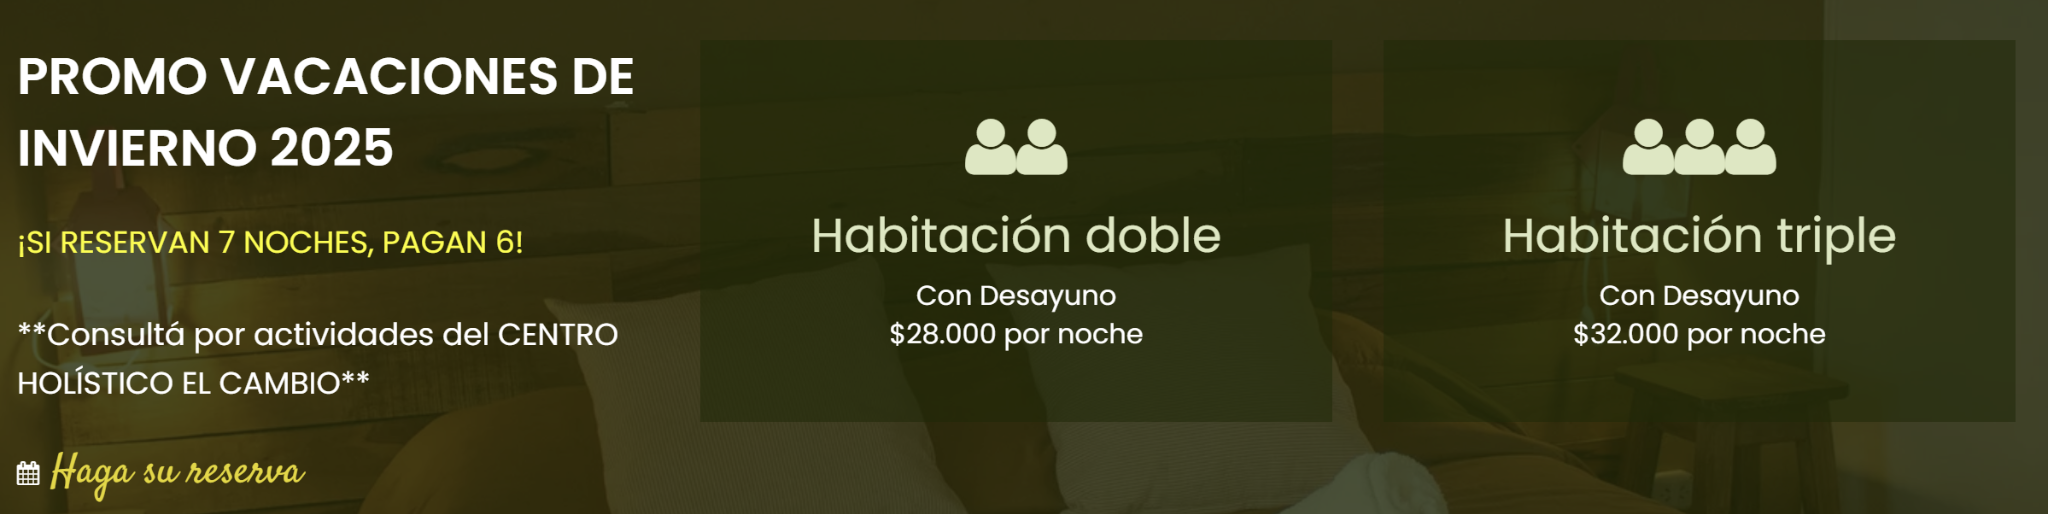 PROMO VACACIONES DE
INVIERNO 2025
¡SI RESERVAN 7 NOCHES, PAGAN 6!
**Consultá por actividades del CENTRO
HOLÍSTICO EL CAMBIO**
Haga su reserva
Habitación doble
Con Desayuno
$28.000 por noche
Habitación triple
Con Desayuno
$32.000 por noche